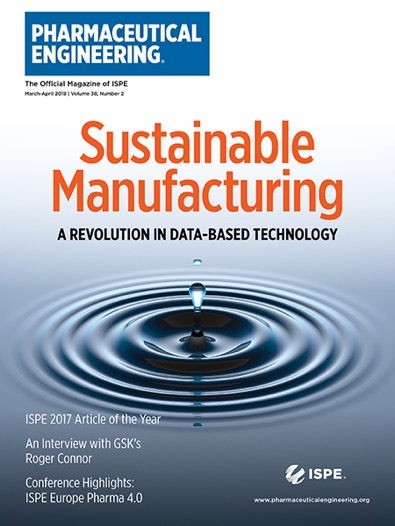 PHARMACEUTICAL
ENGINEERING®
The Official Magazine of ISPE
March-April 2018 | Volume 38, Number 2
Sustainable
Manufacturing
A REVOLUTION IN DATA-BASED TECHNOLOGY
ISPE 2017 Article of the Year
An Interview with GSK's
Roger Connor
Conference Highlights:
ISPE Europe Pharma 4.0
ISPE®
www.pharmaceuticalengineering.org